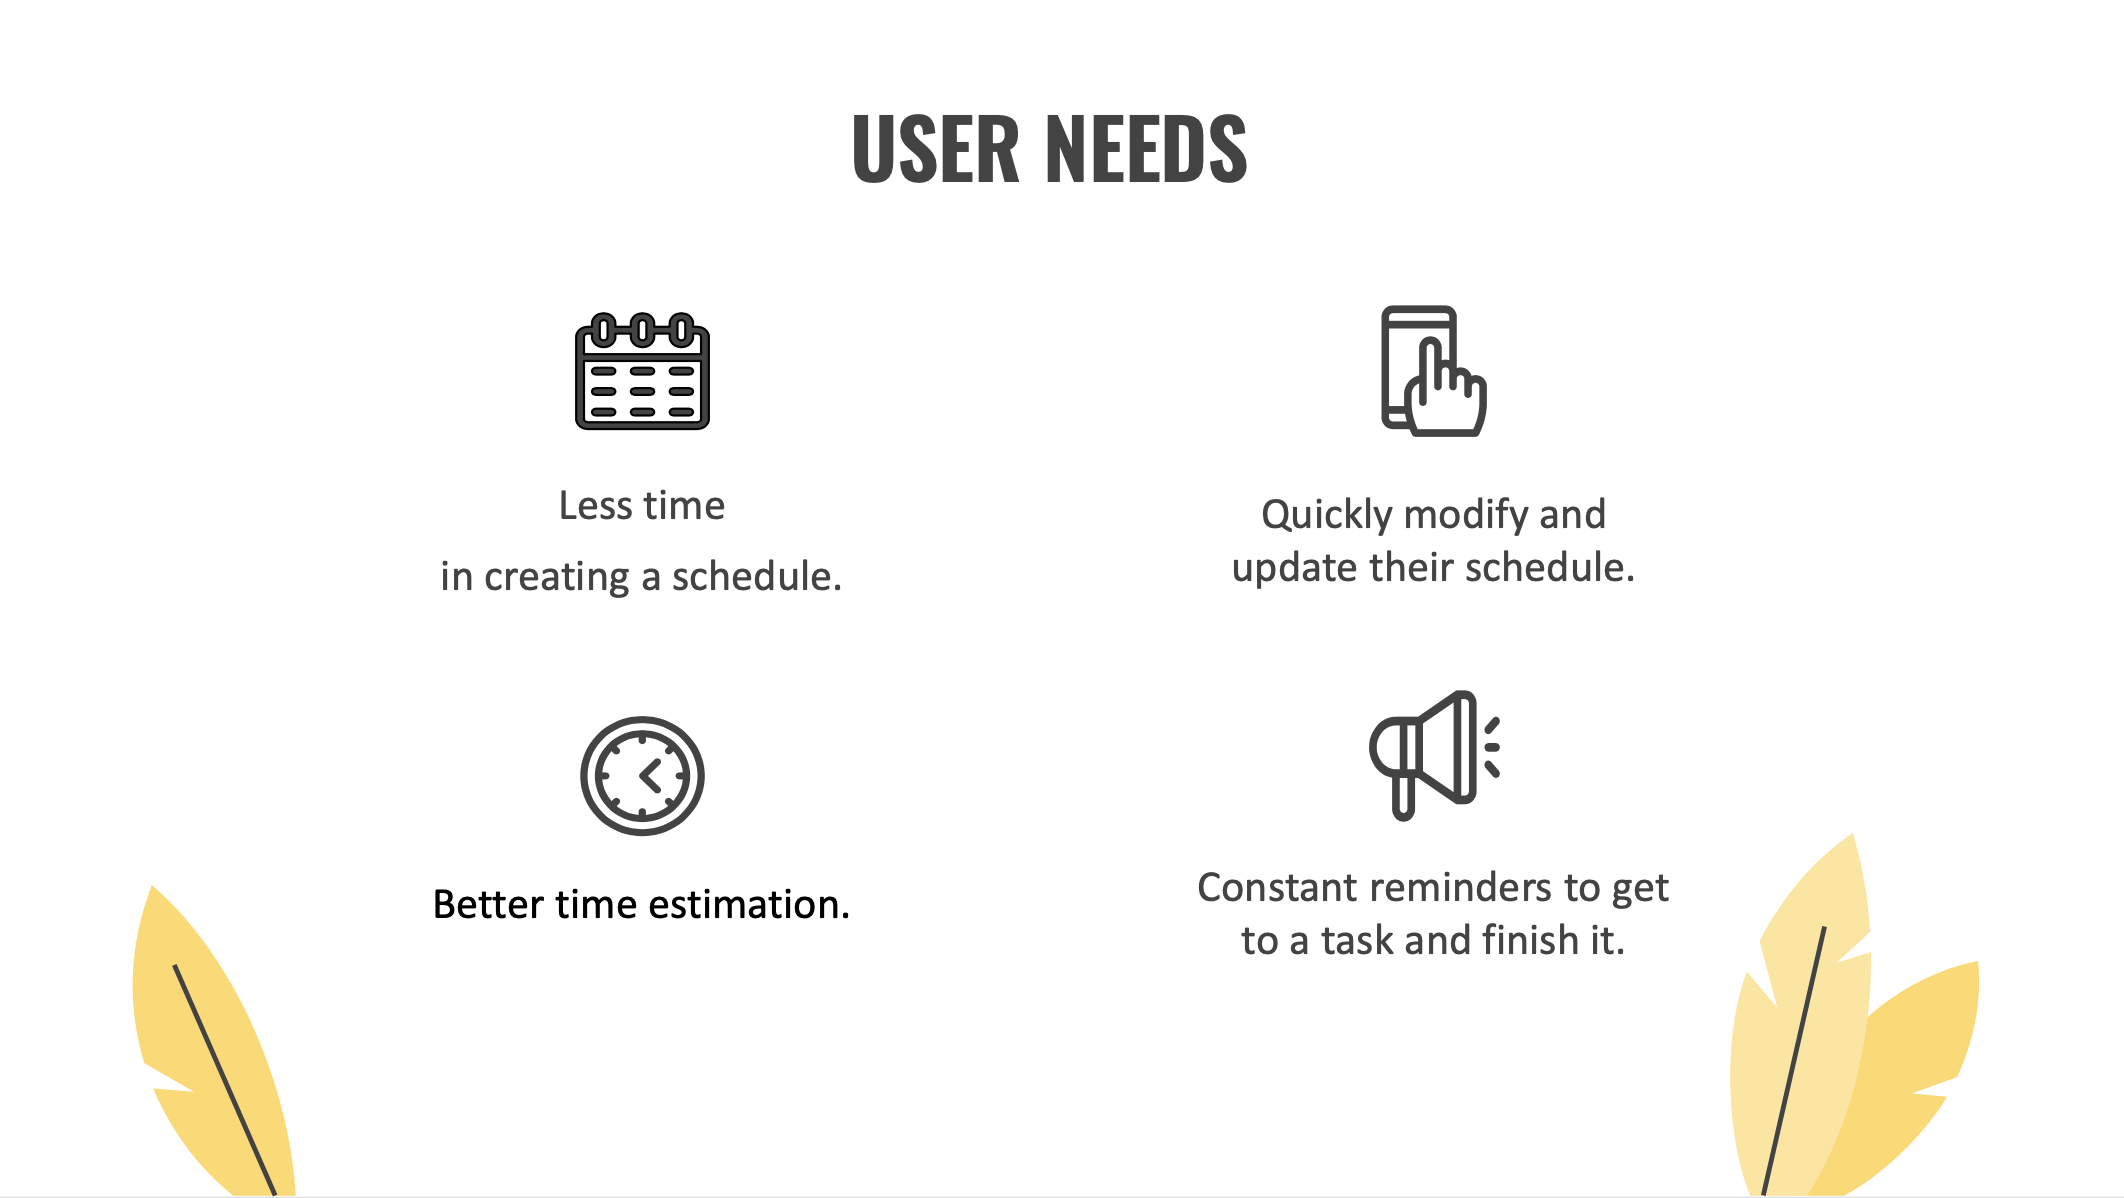 USER NEEDS
Less time
in creating a schedule.
Quickly modify and
update their schedule.
Better time estimation.
Constant reminders to get
to a task and finish it.